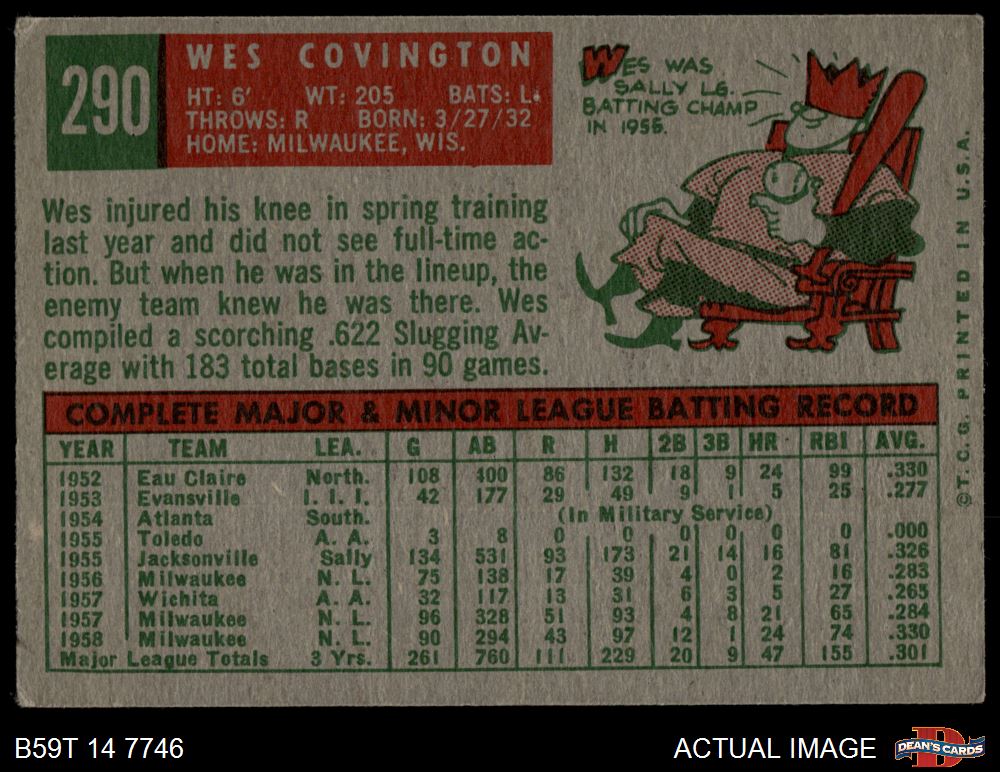 290
WES COVINGTON
HT: 6' WT: 205 BATS: L.
THROWS: R BORN: 3/27/32
HOME: MILWAUKEE, WIS.
WES WAS
SALLY LG.
BATTING CHAMP
IN 1955.
Wes injured his knee in spring training
last year and did not see full-time ac-
tion. But when he was in the lineup, the
enemy team knew he was there. Wes
compiled a scorching .622 Slugging Av-
erage with 183 total bases in 90 games.
COMPLETE MAJOR & MINOR LEAGUE BATTING RECORD
YEAR TEAM LEA. G AB R H 2B 3B HR RBI AVG.
1952 Eau Claire North. 108 400 86 132 18 9 24 99 .330
1953 Evansville I. I. I. 42 177 29 49 9 1 5 25 .277
1954 Atlanta South. (In Military Service)
1955 Toledo A. A. 3 8 0 0 0 0 0 0 .000
1955 Jacksonville Sally 134 531 93 173 21 14 16 81 .326
1956 Milwaukee N. L. 75 138 17 39 4 0 2 16 .283
1957 Wichita A. A. 32 117 13 31 6 3 5 27 .265
1957 Milwaukee N. L. 96 328 51 93 4 8 21 65 .284
1958 Milwaukee N. L. 90 294 43 97 12 1 24 74 .330
Major League Totals 3 Yrs. 261 760 111 229 20 9 47 155 .301
©T.C.G. PRINTED IN U.S.A.
B59T 14 7746
ACTUAL IMAGE
D
DEAN'S CARDS